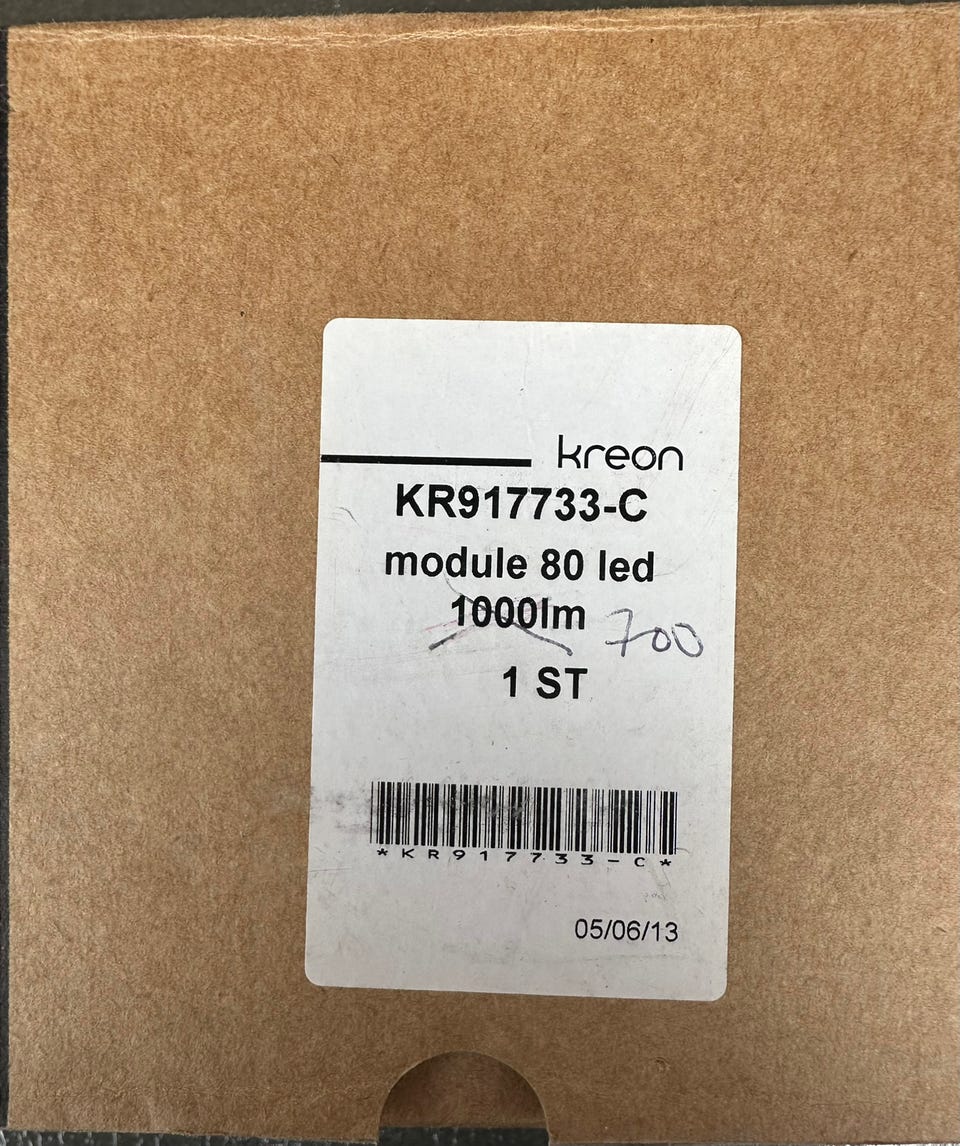 kreon
KR917733-C
module 80 led
1000lm 700
1 ST
*KR917733-C*
05/06/13